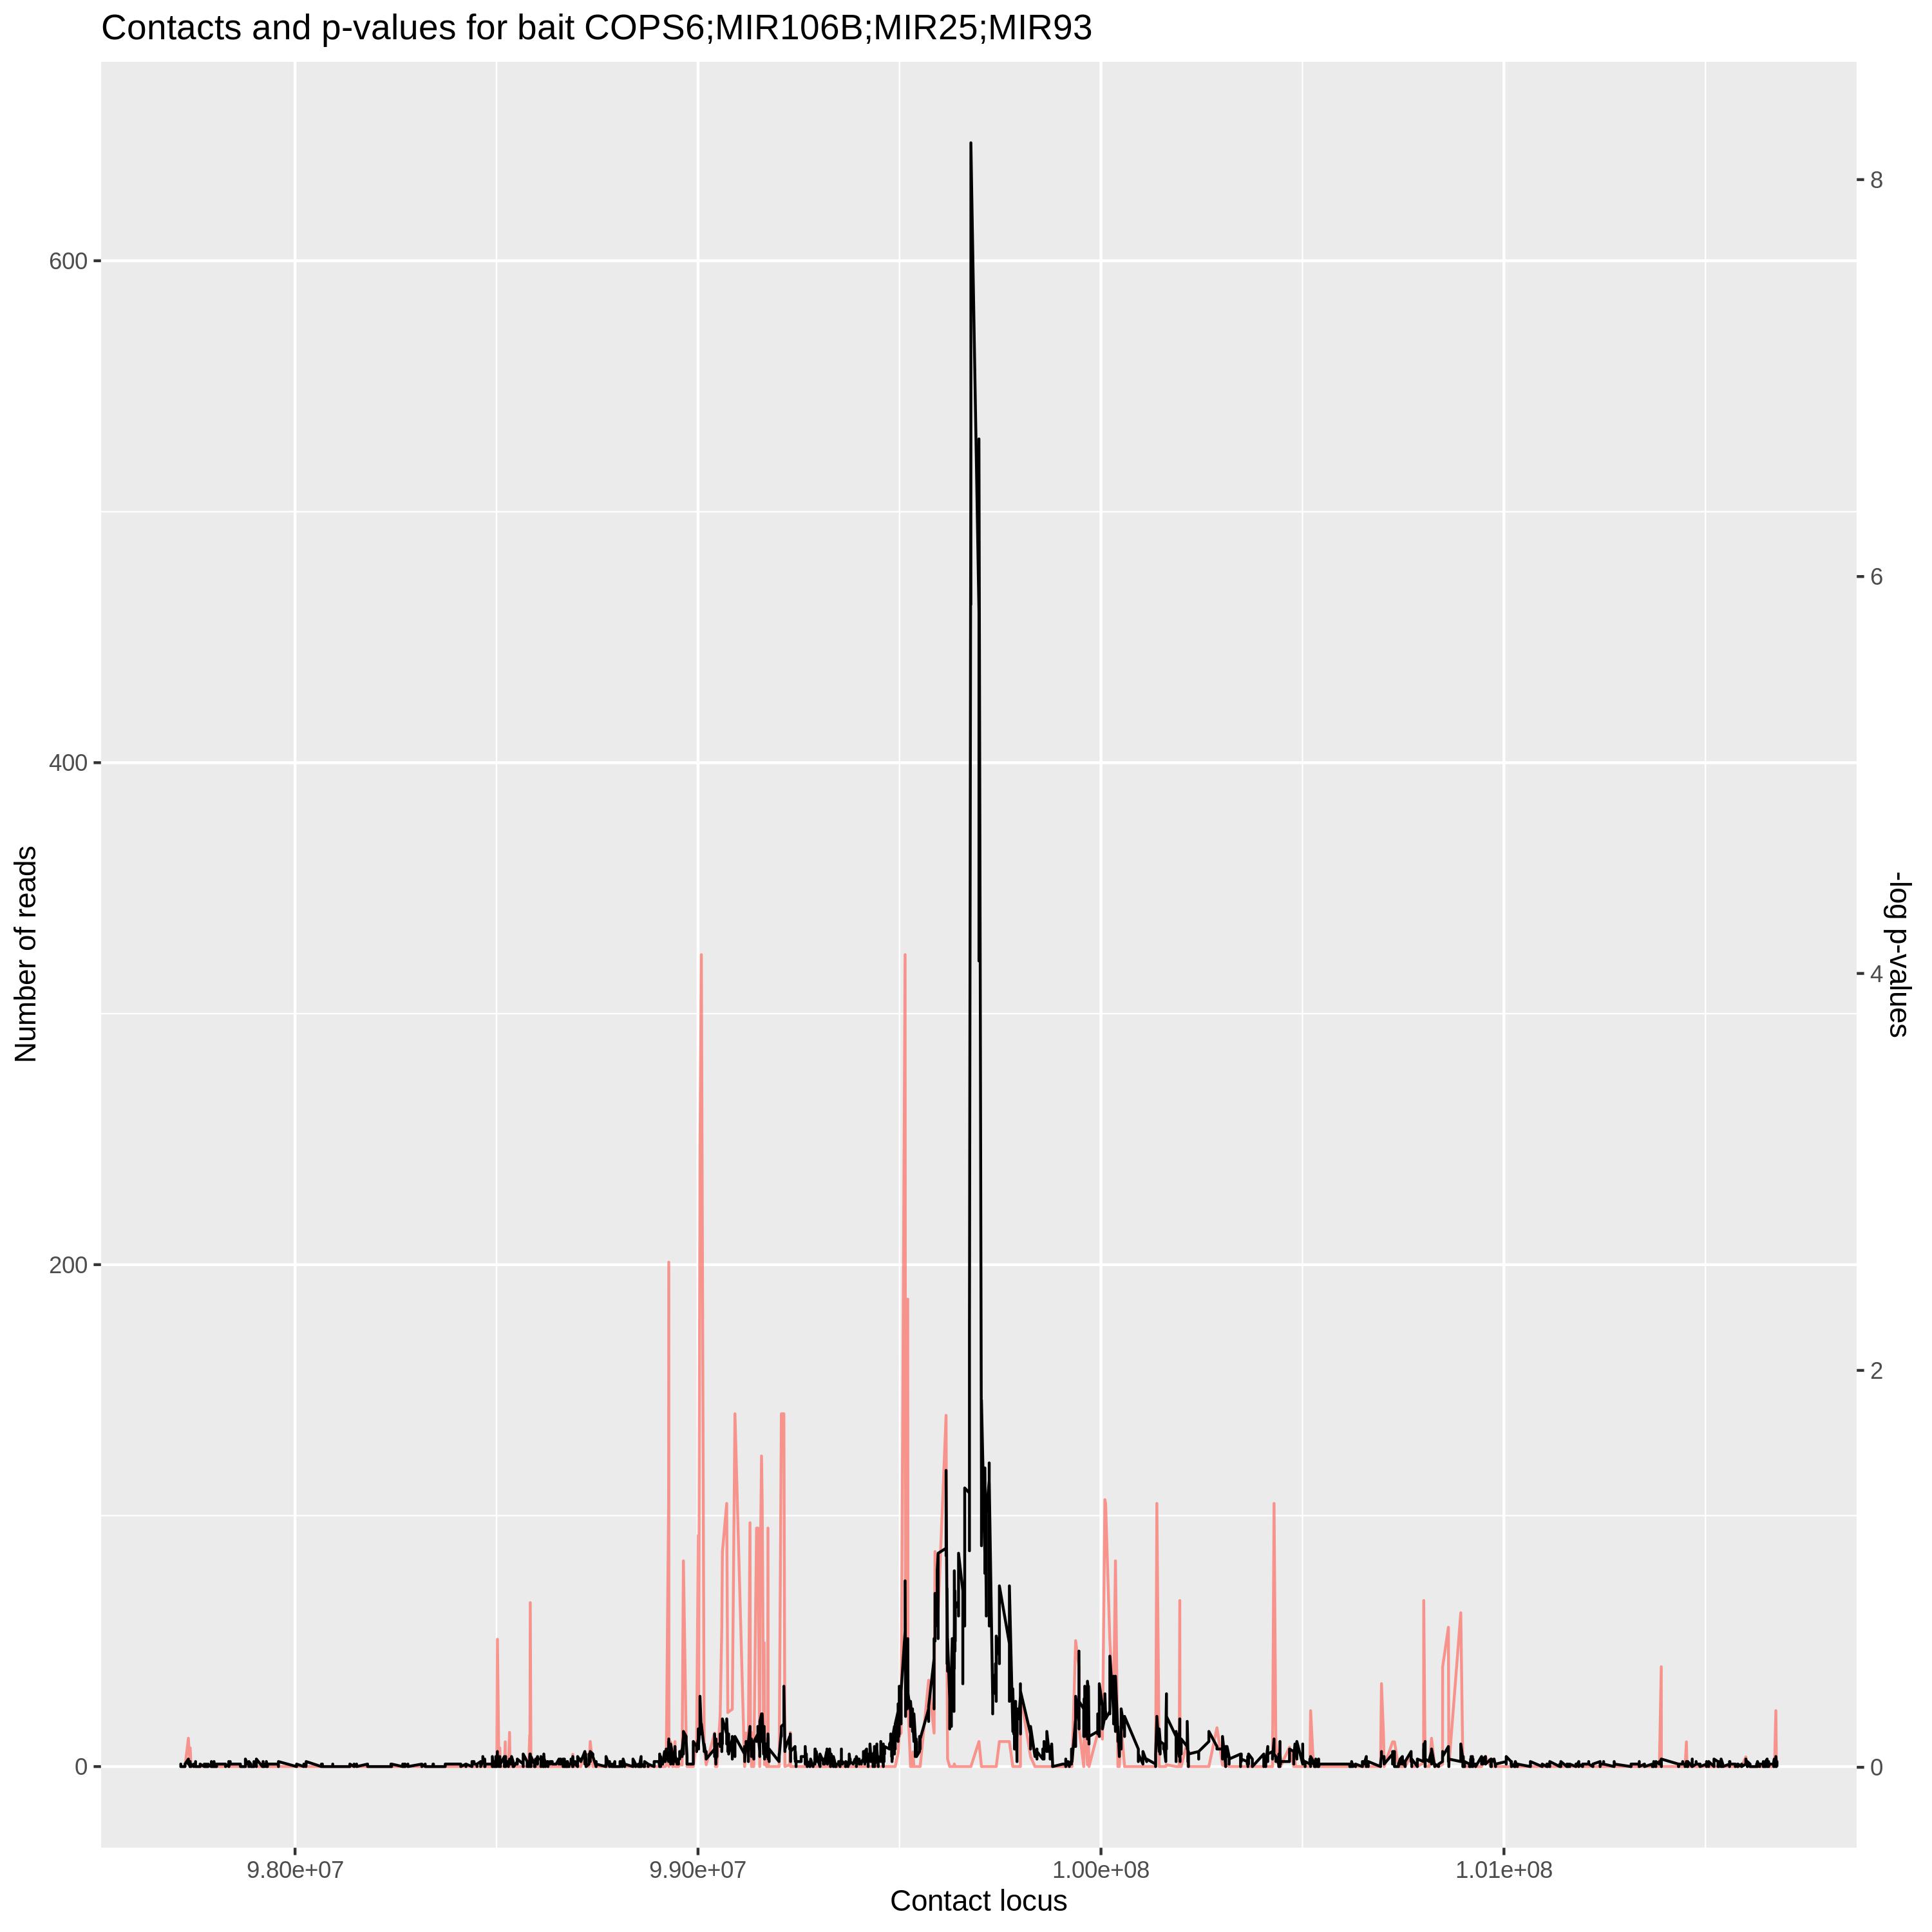 Contacts and p-values for bait COPS6;MIR106B;MIR25;MIR93
Number of reads
600
400
200
0
8
6
4
2
0
-log p-values
9.80e+07
9.90e+07
1.00e+08
1.01e+08
Contact locus